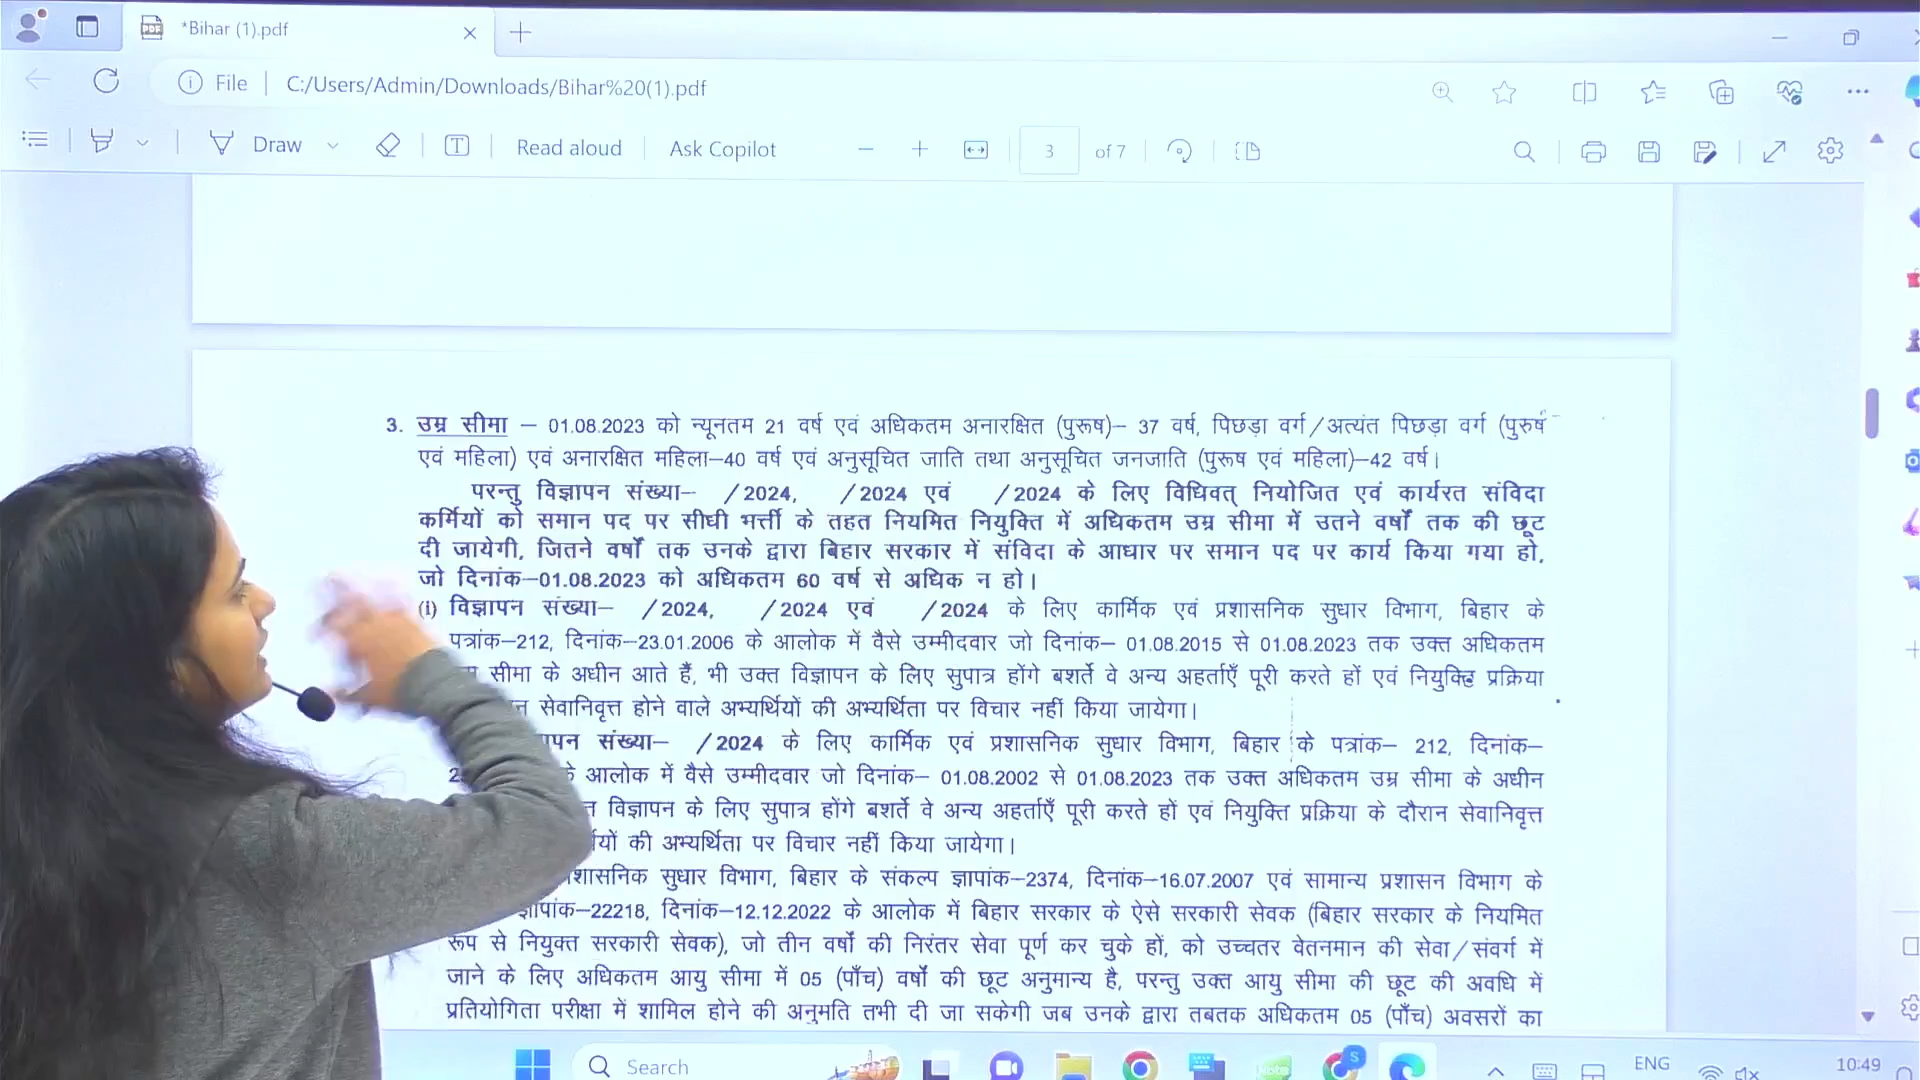 *Bihar (1).pdf
File
C:/Users/Admin/Downloads/Bihar%20(1).pdf
Draw
Read aloud
Ask Copilot
3 of 7
3. उम्र सीमा – 01.08.2023 को न्यूनतम 21 वर्ष एवं अधिकतम अनारक्षित (पुरूष)– 37 वर्ष, पिछड़ा वर्ग/अत्यंत पिछड़ा वर्ग (पुरुष
एवं महिला) एवं अनारक्षित महिला–40 वर्ष एवं अनुसूचित जाति तथा अनुसूचित जनजाति (पुरूष एवं महिला)–42 वर्ष।
परन्तु विज्ञापन संख्या– /2024, /2024 एवं /2024 के लिए विधिवत् नियोजित एवं कार्यरत संविदा
कर्मियों को समान पद पर सीधी भर्त्ती के तहत नियमित नियुक्ति में अधिकतम उम्र सीमा में उतने वर्षों तक की छूट
दी जायेगी, जितने वर्षों तक उनके द्वारा बिहार सरकार में संविदा के आधार पर समान पद पर कार्य किया गया हो,
जो दिनांक–01.08.2023 को अधिकतम 60 वर्ष से अधिक न हो।
(i) विज्ञापन संख्या– /2024, /2024 एवं /2024 के लिए कार्मिक एवं प्रशासनिक सुधार विभाग, बिहार के
पत्रांक–212, दिनांक–23.01.2006 के आलोक में वैसे उम्मीदवार जो दिनांक– 01.08.2015 से 01.08.2023 तक उक्त अधिकतम
सीमा के अधीन आते हैं, भी उक्त विज्ञापन के लिए सुपात्र होंगे बशर्ते वे अन्य अहर्ताएँ पूरी करते हों एवं नियुक्ति प्रक्रिया
सेवानिवृत्त होने वाले अभ्यर्थियों की अभ्यर्थिता पर विचार नहीं किया जायेगा।
संख्या– /2024 के लिए कार्मिक एवं प्रशासनिक सुधार विभाग, बिहार के पत्रांक– 212, दिनांक–
आलोक में वैसे उम्मीदवार जो दिनांक– 01.08.2002 से 01.08.2023 तक उक्त अधिकतम उम्र सीमा के अधीन
विज्ञापन के लिए सुपात्र होंगे बशर्ते वे अन्य अहर्ताएँ पूरी करते हों एवं नियुक्ति प्रक्रिया के दौरान सेवानिवृत्त
की अभ्यर्थिता पर विचार नहीं किया जायेगा।
सुधार विभाग, बिहार के संकल्प ज्ञापांक–2374, दिनांक–16.07.2007 एवं सामान्य प्रशासन विभाग के
ज्ञापांक–22218, दिनांक–12.12.2022 के आलोक में बिहार सरकार के ऐसे सरकारी सेवक (बिहार सरकार के नियमित
रूप से नियुक्त सरकारी सेवक), जो तीन वर्षों की निरंतर सेवा पूर्ण कर चुके हों, को उच्चतर वेतनमान की सेवा/संवर्ग में
जाने के लिए अधिकतम आयु सीमा में 05 (पाँच) वर्षों की छूट अनुमान्य है, परन्तु उक्त आयु सीमा की छूट की अवधि में
प्रतियोगिता परीक्षा में शामिल होने की अनुमति तभी दी जा सकेगी जब उनके द्वारा तबतक अधिकतम 05 (पाँच) अवसरों का
Search
ENG
10:49